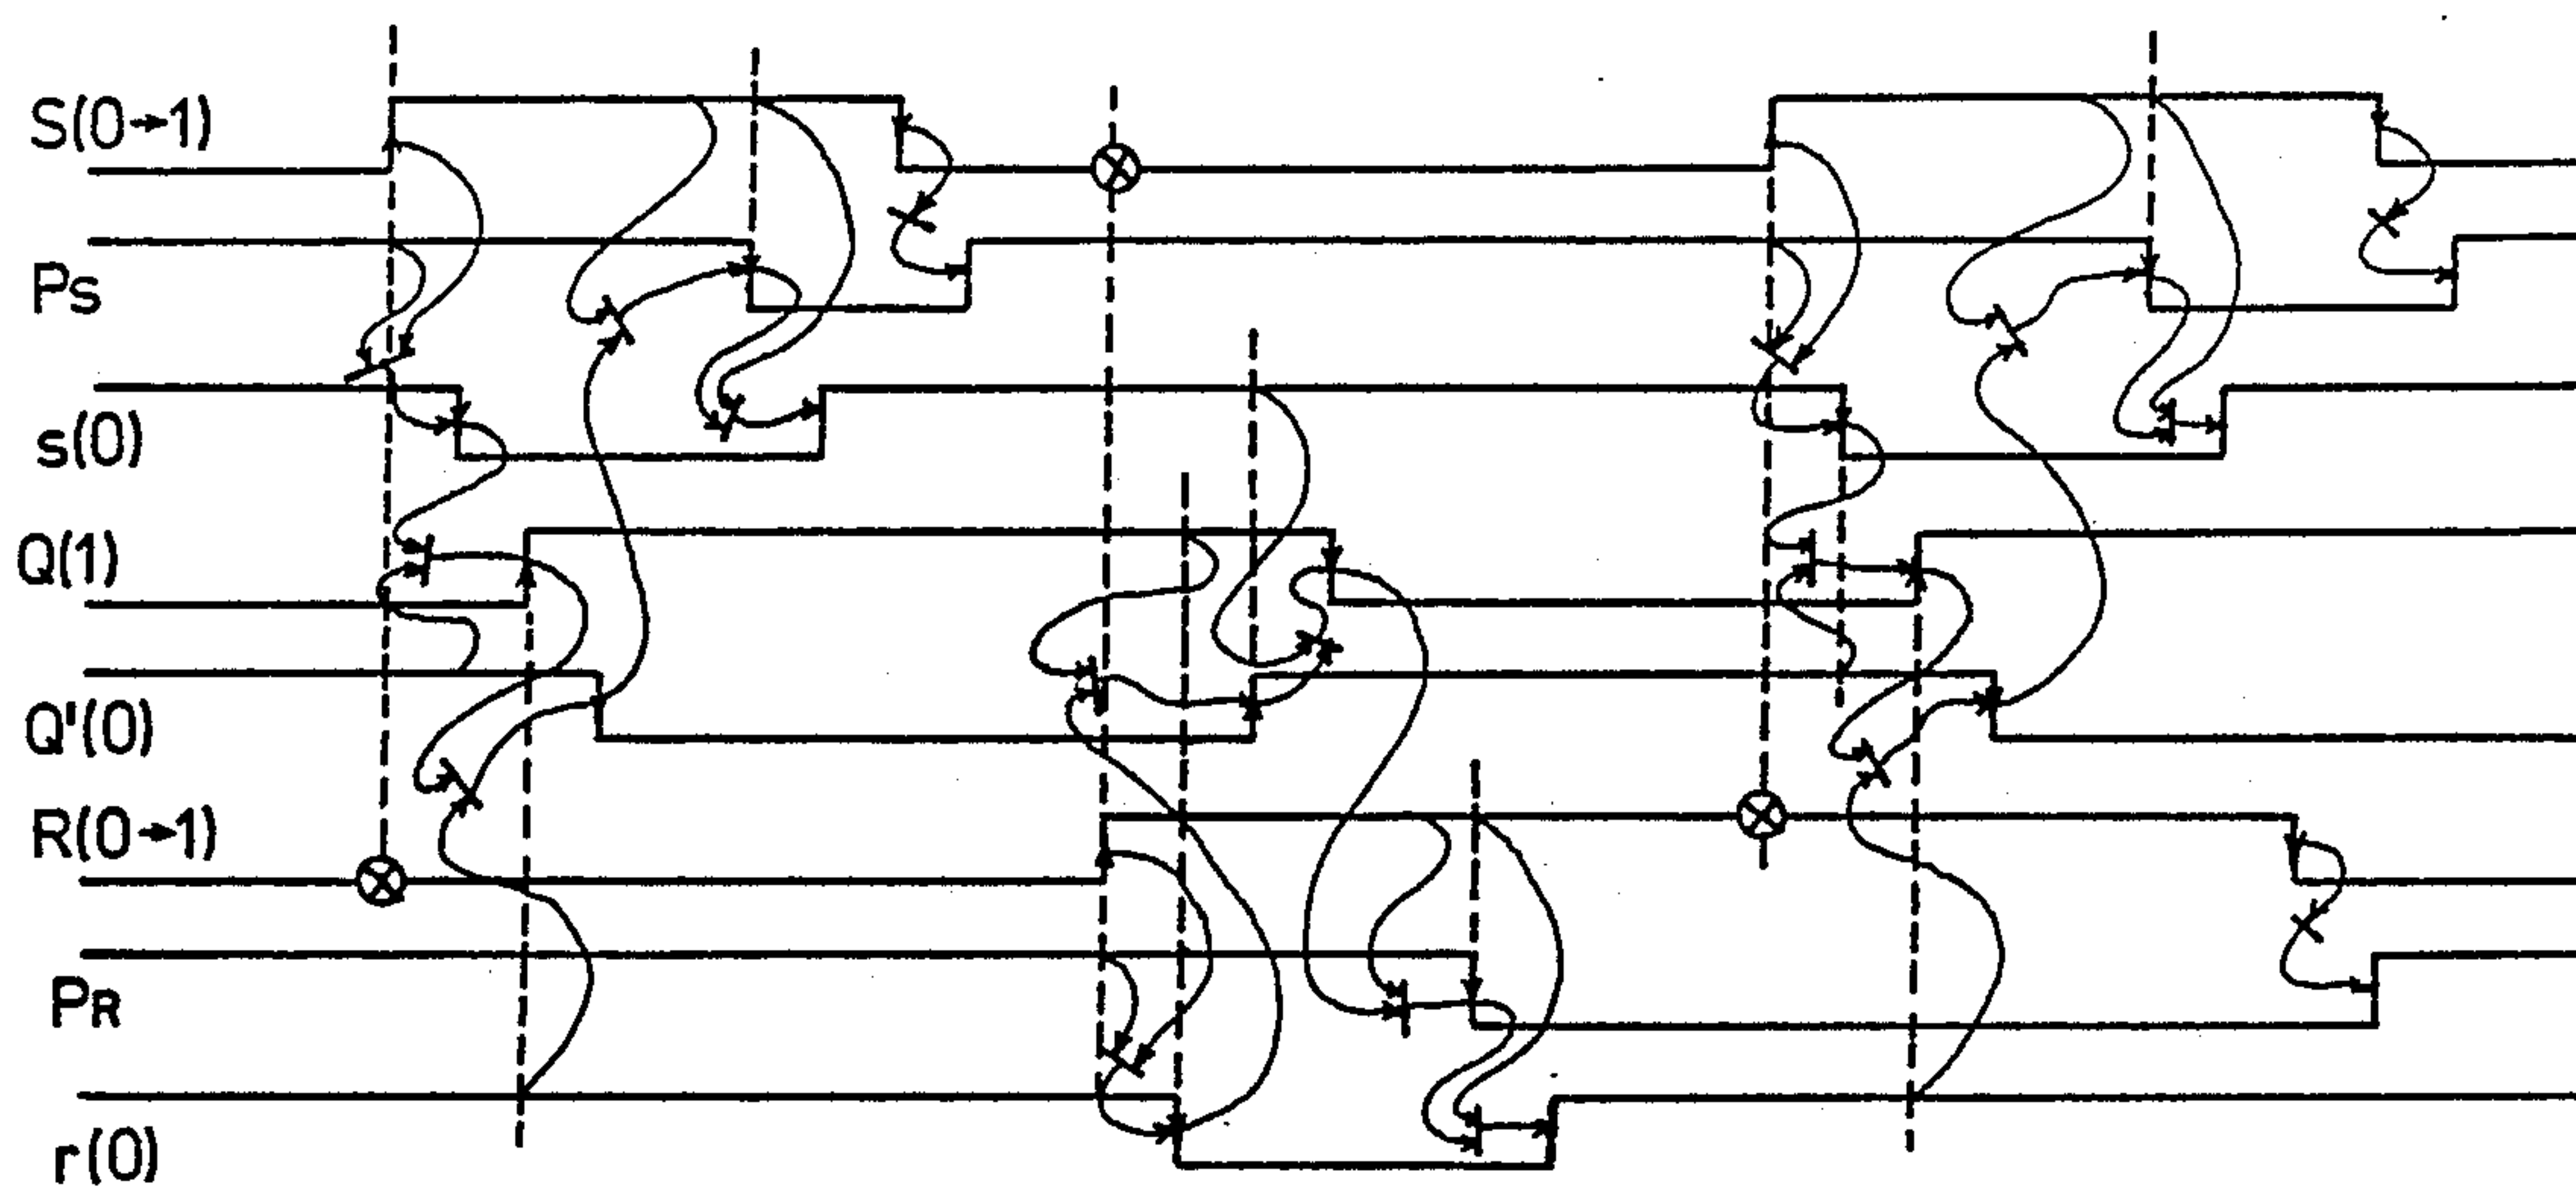 S(0→1)
Ps
s(0)
Q(1)
Q'(0)
R(0→1)
PR
r(0)